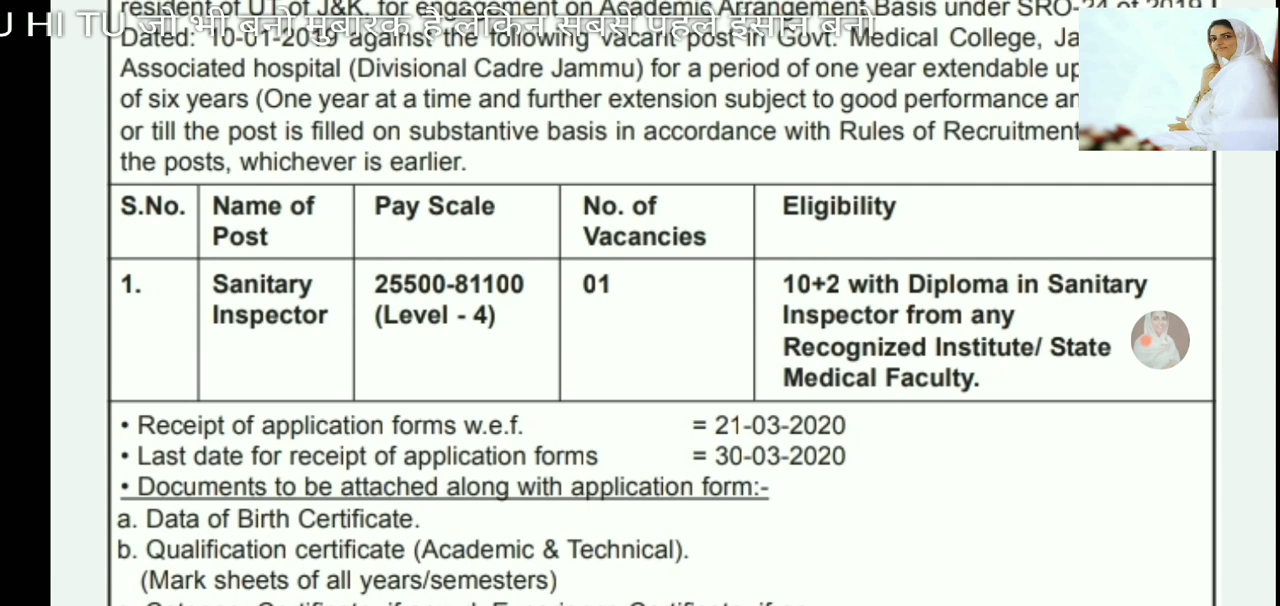 resident of UT of J&K, for engagement on Academic Arrangement Basis under SRO-24 of 2019
U HI TU जो भी बनो मुबारक है लेकिन सबसे पहले इंसान बनो
Dated: 10-01-2019 against the following vacant post in Govt. Medical College, Ja
Associated hospital (Divisional Cadre Jammu) for a period of one year extendable up
of six years (One year at a time and further extension subject to good performance an
or till the post is filled on substantive basis in accordance with Rules of Recruitment
the posts, whichever is earlier.
S.No. Name of Post Pay Scale No. of Vacancies Eligibility
1. Sanitary Inspector 25500-81100 (Level - 4) 01 10+2 with Diploma in Sanitary
Inspector from any
Recognized Institute/ State
Medical Faculty.
• Receipt of application forms w.e.f. = 21-03-2020
• Last date for receipt of application forms = 30-03-2020
• Documents to be attached along with application form:-
a. Data of Birth Certificate.
b. Qualification certificate (Academic & Technical).
(Mark sheets of all years/semesters)